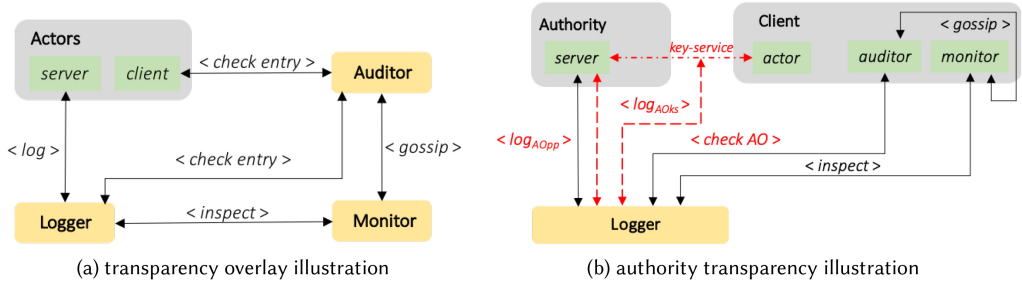 Actors
server
client
< check entry >
Auditor
< log >
< check entry >
< gossip >
Logger
< inspect >
Monitor
(a) transparency overlay illustration
Authority
Client
< gossip >
server
key-service
actor
auditor
monitor
< logAOpp >
< logAOks >
< check AO >
< inspect >
Logger
(b) authority transparency illustration